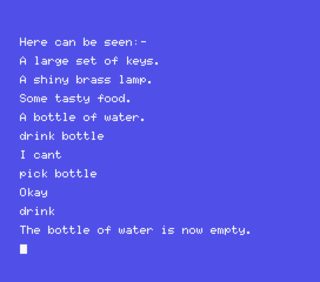 Here can be seen:-
A large set of keys.
A shiny brass lamp.
Some tasty food.
A bottle of water.
drink bottle
I cant
pick bottle
Okay
drink
The bottle of water is now empty.